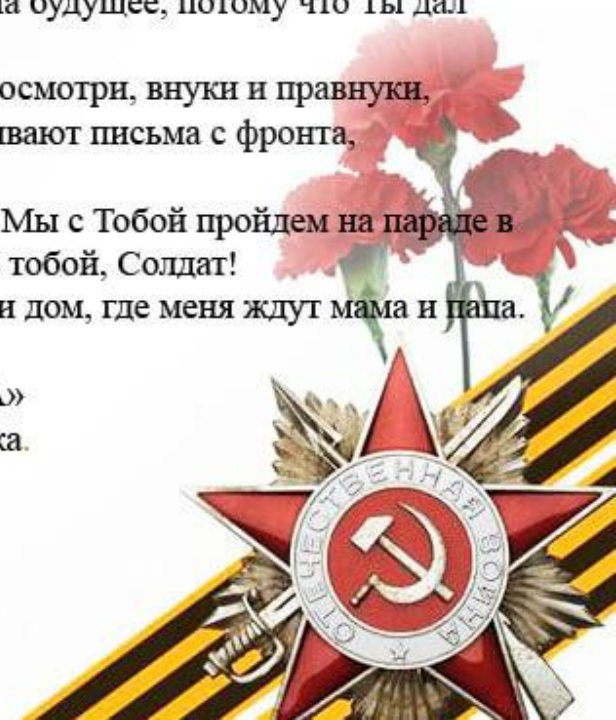 на будущее, потому что Ты дал
осмотри, внуки и правнуки,
ивают письма с фронта,
Мы с Тобой пройдем на параде в
тобой, Солдат!
и дом, где меня ждут мама и папа.
»
ка.
ОТЕЧЕСТВЕННАЯ ВОЙНА